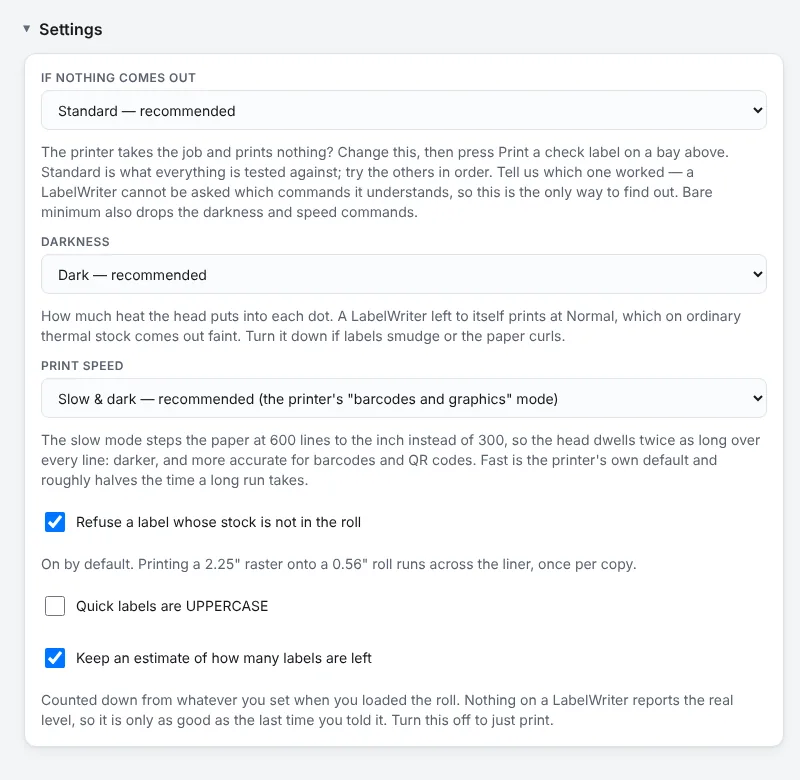 Settings
IF NOTHING COMES OUT
Standard — recommended
The printer takes the job and prints nothing? Change this, then press Print a check label on a bay above.
Standard is what everything is tested against; try the others in order. Tell us which one worked — a
LabelWriter cannot be asked which commands it understands, so this is the only way to find out. Bare
minimum also drops the darkness and speed commands.
DARKNESS
Dark — recommended
How much heat the head puts into each dot. A LabelWriter left to itself prints at Normal, which on ordinary
thermal stock comes out faint. Turn it down if labels smudge or the paper curls.
PRINT SPEED
Slow & dark — recommended (the printer's "barcodes and graphics" mode)
The slow mode steps the paper at 600 lines to the inch instead of 300, so the head dwells twice as long over
every line: darker, and more accurate for barcodes and QR codes. Fast is the printer's own default and
roughly halves the time a long run takes.
Refuse a label whose stock is not in the roll
On by default. Printing a 2.25" raster onto a 0.56" roll runs across the liner, once per copy.
Quick labels are UPPERCASE
Keep an estimate of how many labels are left
Counted down from whatever you set when you loaded the roll. Nothing on a LabelWriter reports the real
level, so it is only as good as the last time you told it. Turn this off to just print.